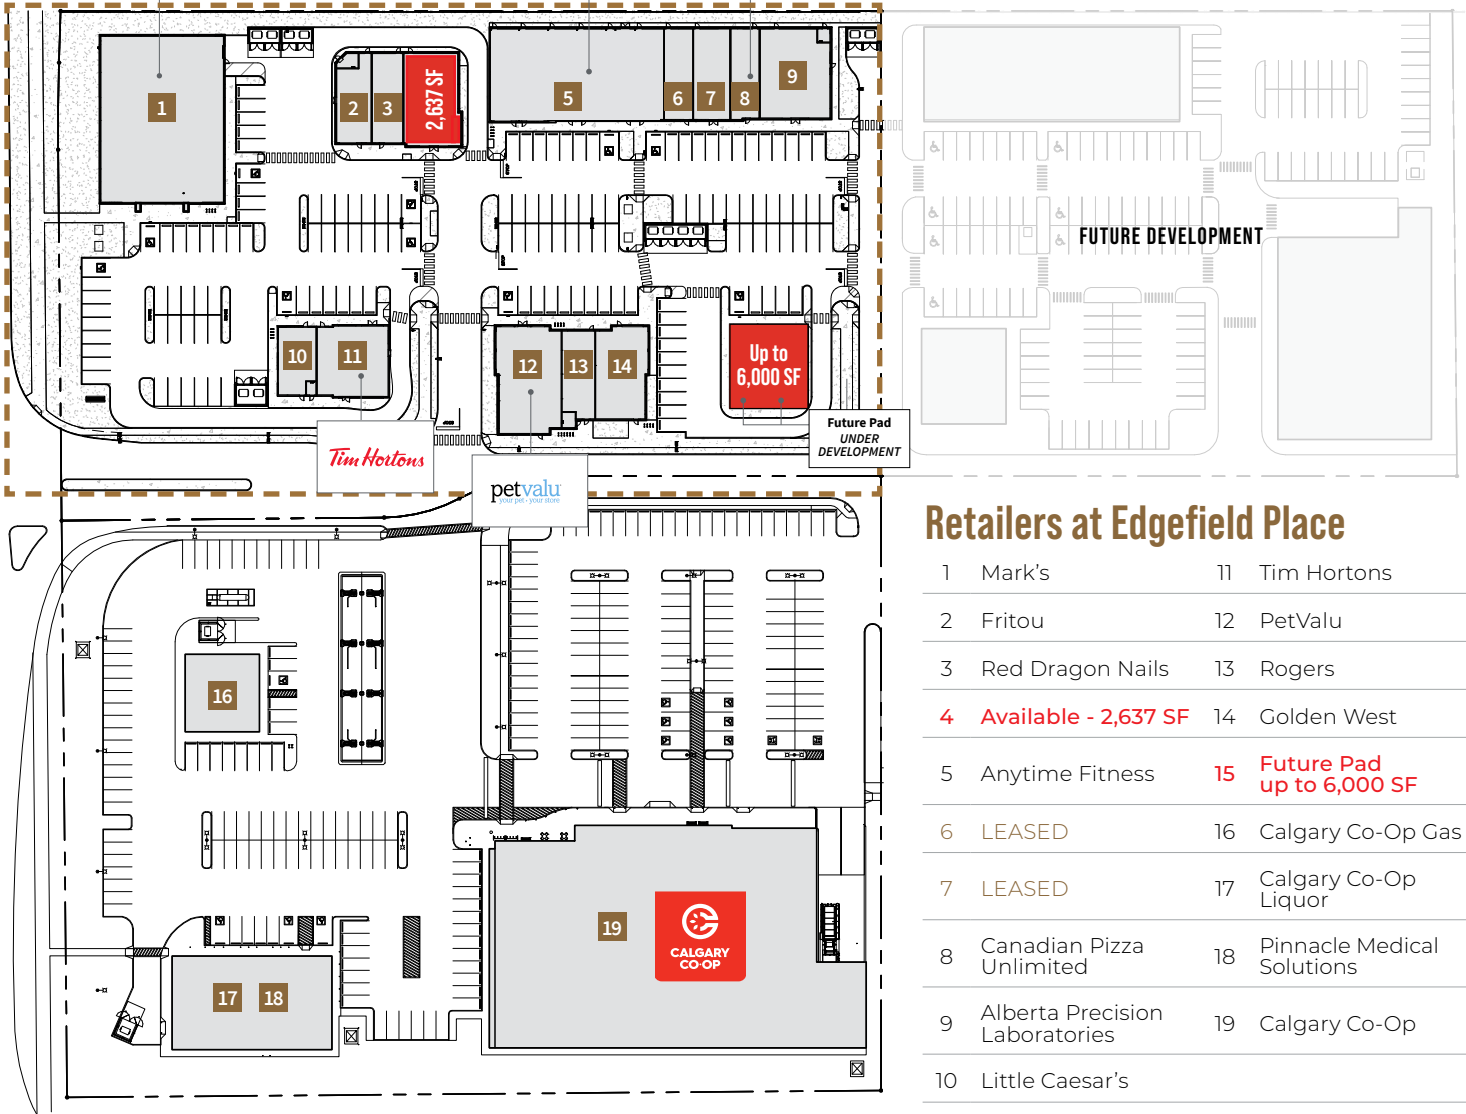 1
2
3
2,637 SF
5
6
7
8
9
FUTURE DEVELOPMENT
10
11
12
13
14
Up to
6,000 SF
Tim Hortons
petvalu
your pet • your store
Future Pad
UNDER
DEVELOPMENT
16
17
18
19
CALGARY
CO·OP
Retailers at Edgefield Place
1 Mark's
2 Fritou
3 Red Dragon Nails
4 Available - 2,637 SF
5 Anytime Fitness
6 LEASED
7 LEASED
8 Canadian Pizza
Unlimited
9 Alberta Precision
Laboratories
10 Little Caesar's
11 Tim Hortons
12 PetValu
13 Rogers
14 Golden West
15 Future Pad
up to 6,000 SF
16 Calgary Co-Op Gas
17 Calgary Co-Op
Liquor
18 Pinnacle Medical
Solutions
19 Calgary Co-Op